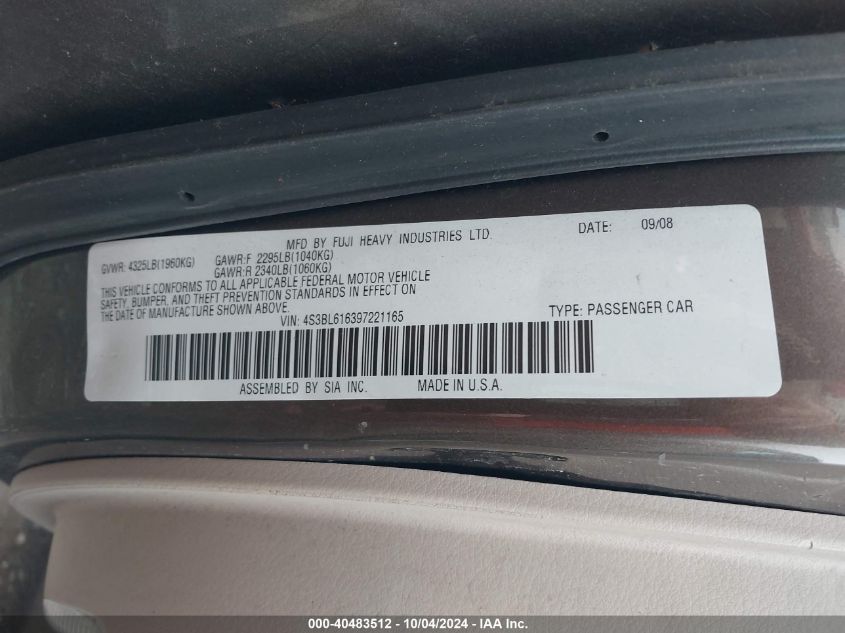 MFD BY FUJI HEAVY INDUSTRIES LTD.
DATE: 09/08
GVWR: 4325LB(1960KG)
GAWR:F 2295LB(1040KG)
GAWR:R 2340LB(1060KG)
THIS VEHICLE CONFORMS TO ALL APPLICABLE FEDERAL MOTOR VEHICLE
SAFETY, BUMPER, AND THEFT PREVENTION STANDARDS IN EFFECT ON
THE DATE OF MANUFACTURE SHOWN ABOVE.
VIN: 4S3BL616397221165
TYPE: PASSENGER CAR
ASSEMBLED BY SIA INC.
MADE IN U.S.A.
000-40483512 - 10/04/2024 - IAA Inc.